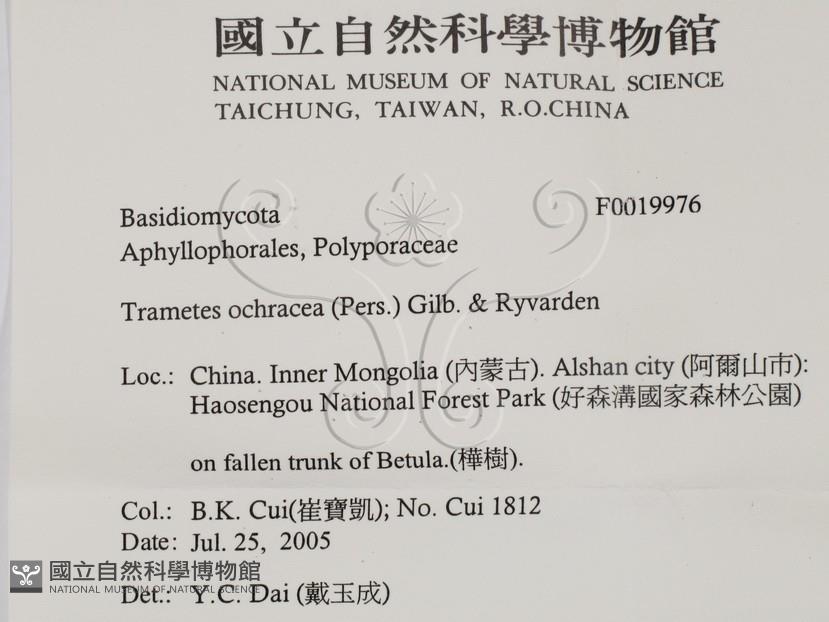 國立自然科學博物館
NATIONAL MUSEUM OF NATURAL SCIENCE
TAICHUNG, TAIWAN, R.O.CHINA
Basidiomycota F0019976
Aphyllophorales, Polyporaceae
Trametes ochracea (Pers.) Gilb. & Ryvarden
Loc.: China. Inner Mongolia (內蒙古). Alshan city (阿爾山市):
Haosengou National Forest Park (好森溝國家森林公園)
on fallen trunk of Betula.(樺樹).
Col.: B.K. Cui(崔寶凱); No. Cui 1812
Date: Jul. 25, 2005
國立自然科學博物館
NATIONAL MUSEUM OF NATURAL SCIENCE
Det.: Y.C. Dai (戴玉成)